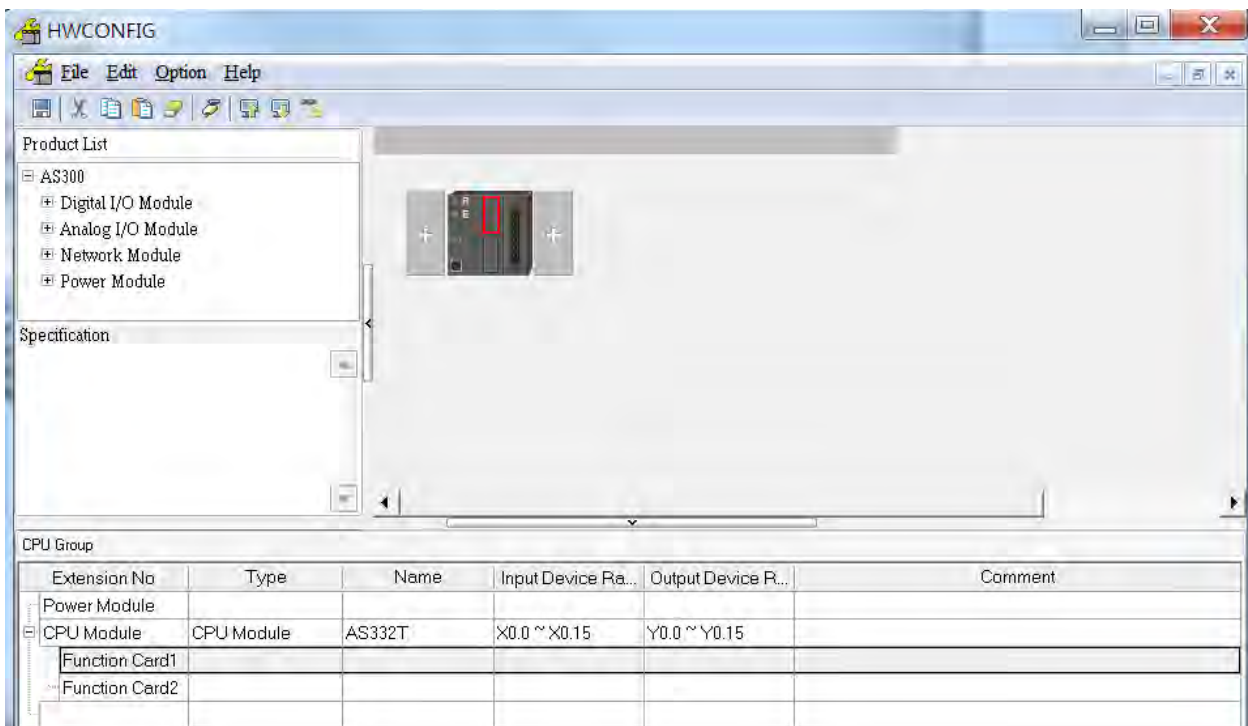 HWCONFIG
File Edit Option Help
Product List
AS300
Digital I/O Module
Analog I/O Module
Network Module
Power Module
Specification
R
E
CPU Group
Extension No Type Name Input Device Ra... Output Device R... Comment
Power Module
CPU Module CPU Module AS332T X0.0 ~ X0.15 Y0.0 ~ Y0.15
Function Card1
Function Card2